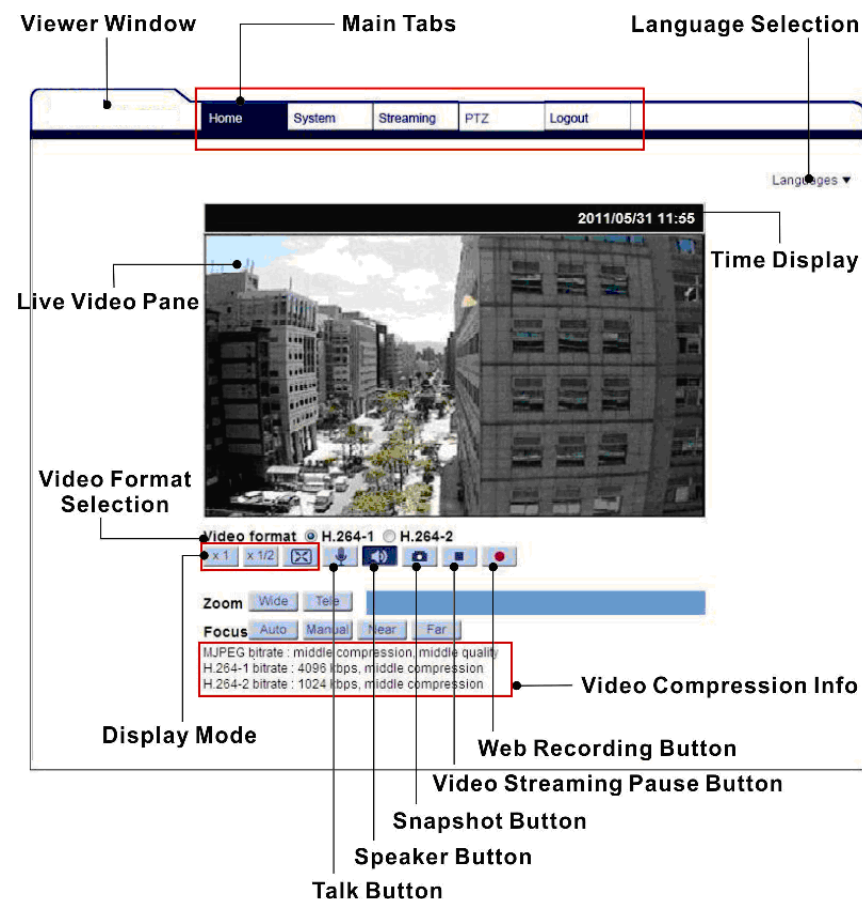 Viewer Window
Main Tabs
Language Selection
Home
System
Streaming
PTZ
Logout
Languages ▼
2011/05/31 11:55
Time Display
Live Video Pane
Video Format
Selection
Video format H.264-1 H.264-2
x 1
x 1/2
Zoom Wide Tele
Focus Auto Manual Near Far
MJPEG bitrate : middle compression, middle quality
H.264-1 bitrate : 4096 kbps, middle compression
H.264-2 bitrate : 1024 kbps, middle compression
Video Compression Info
Display Mode
Web Recording Button
Video Streaming Pause Button
Snapshot Button
Speaker Button
Talk Button